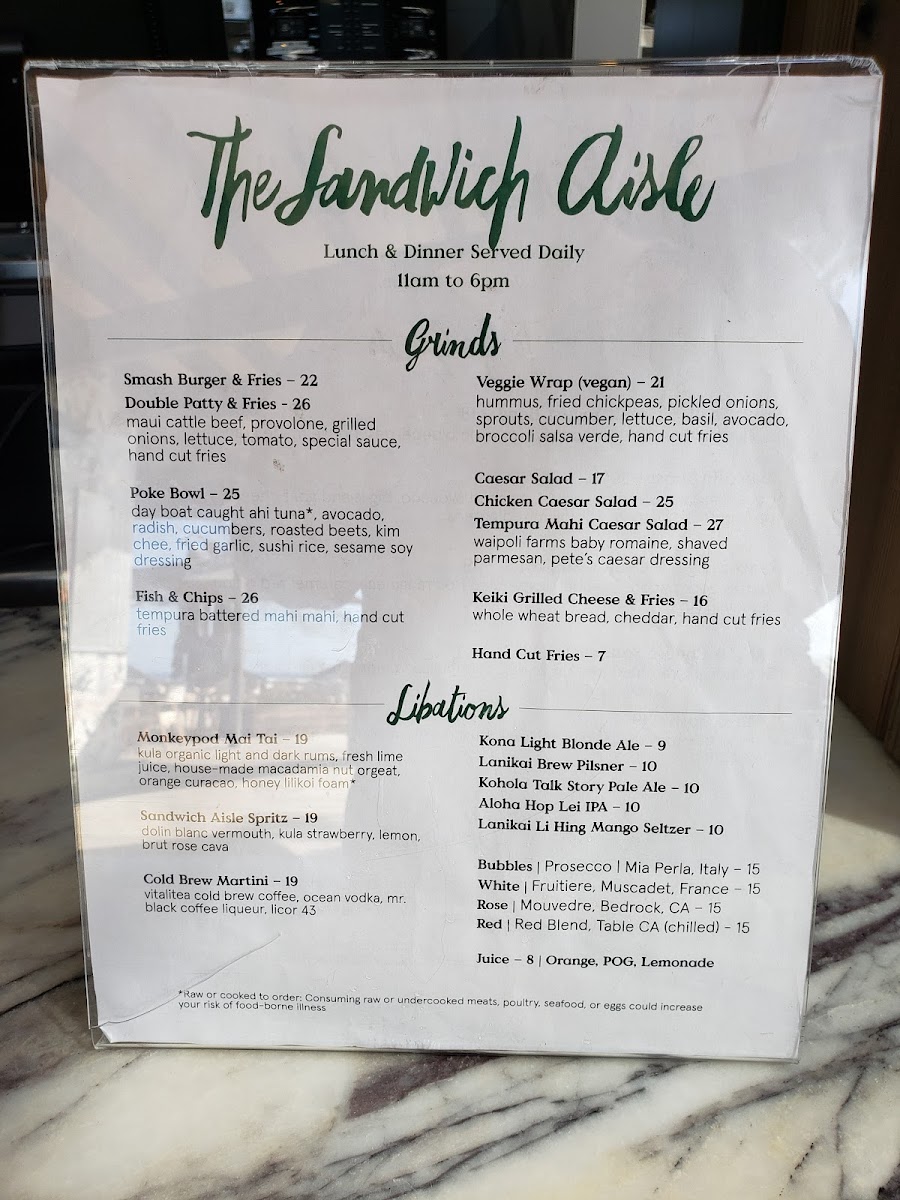 The Sandwich Aisle
Lunch & Dinner Served Daily
11am to 6pm
Grinds
Smash Burger & Fries – 22
Double Patty & Fries - 26
maui cattle beef, provolone, grilled
onions, lettuce, tomato, special sauce,
hand cut fries
Poke Bowl – 25
day boat caught ahi tuna*, avocado,
radish, cucumbers, roasted beets, kim
chee, fried garlic, sushi rice, sesame soy
dressing
Fish & Chips – 26
tempura battered mahi mahi, hand cut
fries
Veggie Wrap (vegan) – 21
hummus, fried chickpeas, pickled onions,
sprouts, cucumber, lettuce, basil, avocado,
broccoli salsa verde, hand cut fries
Caesar Salad – 17
Chicken Caesar Salad – 25
Tempura Mahi Caesar Salad – 27
waipoli farms baby romaine, shaved
parmesan, pete's caesar dressing
Keiki Grilled Cheese & Fries – 16
whole wheat bread, cheddar, hand cut fries
Hand Cut Fries – 7
Libations
Monkeypod Mai Tai – 19
kula organic light and dark rums, fresh lime
juice, house-made macadamia nut orgeat,
orange curacao, honey lilikoi foam*
Sandwich Aisle Spritz – 19
dolin blanc vermouth, kula strawberry, lemon,
brut rose cava
Cold Brew Martini – 19
vitalitea cold brew coffee, ocean vodka, mr.
black coffee liqueur, licor 43
Kona Light Blonde Ale – 9
Lanikai Brew Pilsner – 10
Kohola Talk Story Pale Ale – 10
Aloha Hop Lei IPA – 10
Lanikai Li Hing Mango Seltzer – 10
Bubbles | Prosecco | Mia Perla, Italy – 15
White | Fruitiere, Muscadet, France – 15
Rose | Mouvedre, Bedrock, CA – 15
Red | Red Blend, Table CA (chilled) – 15
Juice – 8 | Orange, POG, Lemonade
*Raw or cooked to order: Consuming raw or undercooked meats, poultry, seafood, or eggs could increase
your risk of food-borne illness